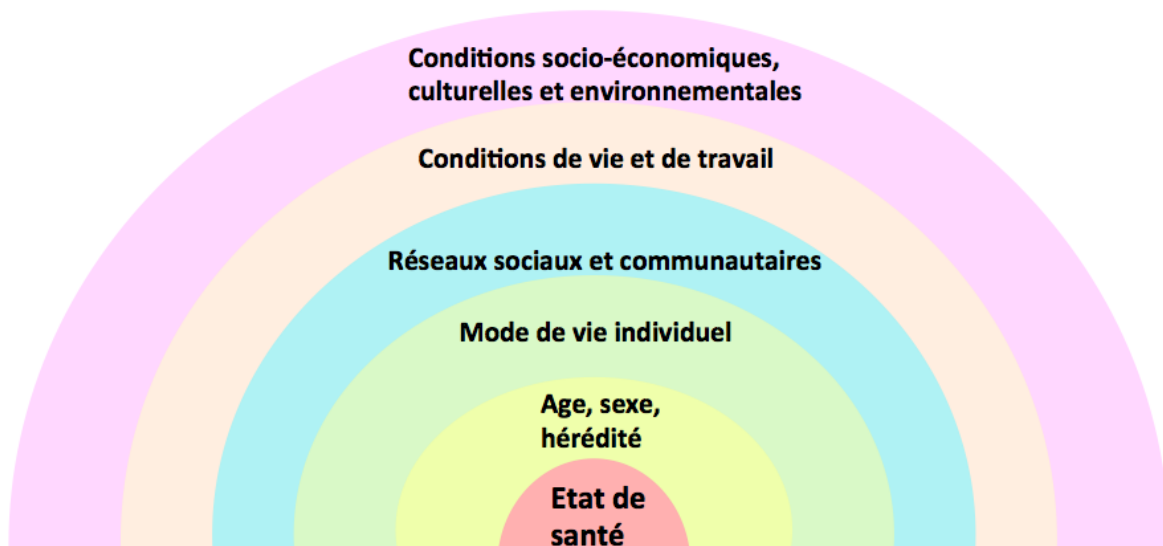 Conditions socio-économiques,
culturelles et environnementales
Conditions de vie et de travail
Réseaux sociaux et communautaires
Mode de vie individuel
Age, sexe,
hérédité
Etat de
santé